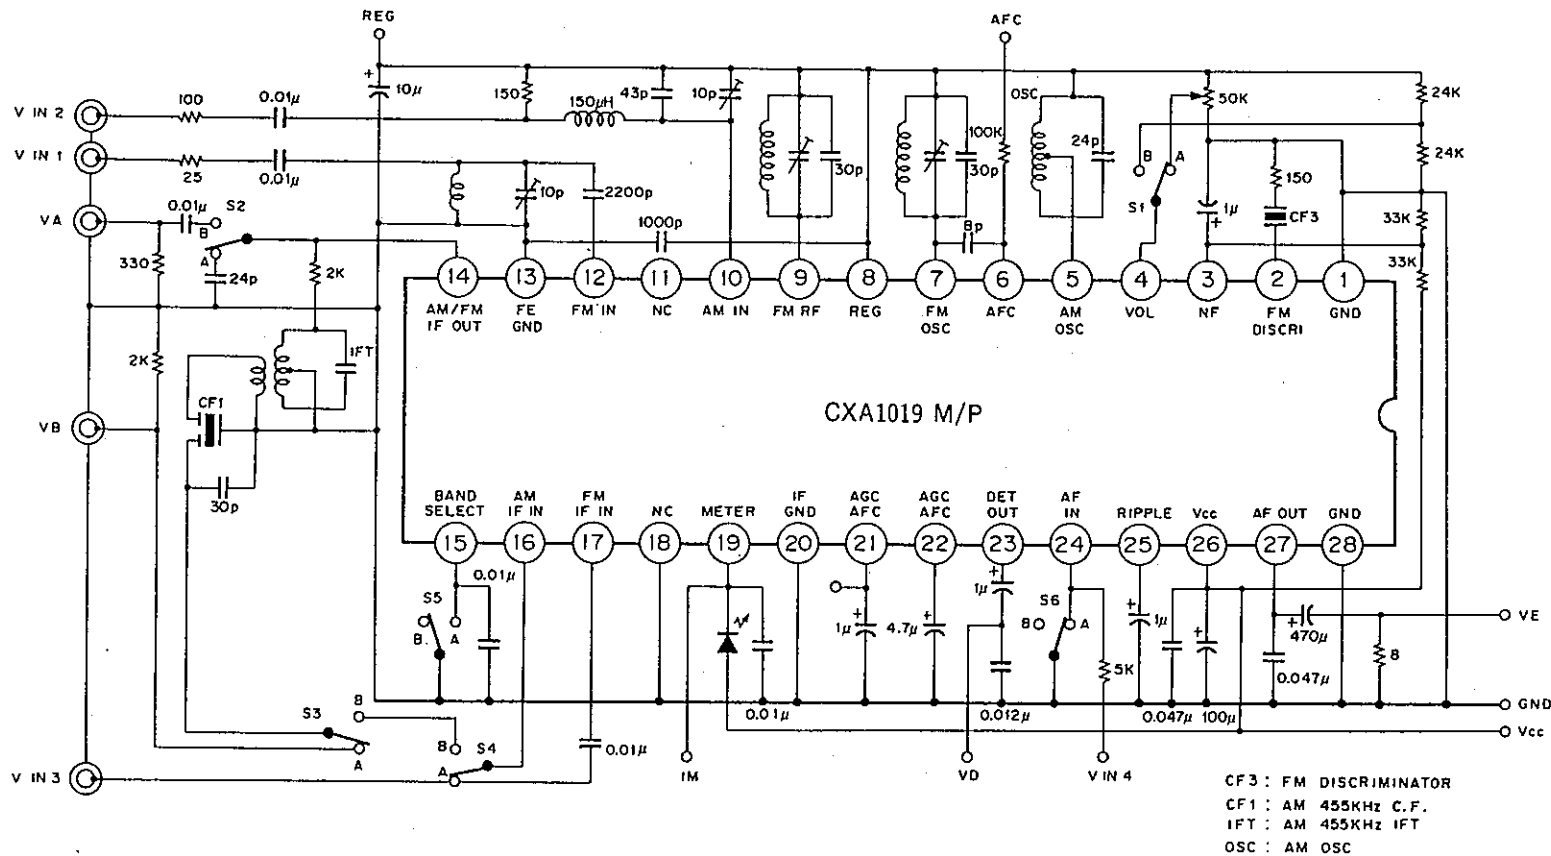 REG
AFC
V IN 2
100
0.01μ
+
10μ
150
150μH
43p
10p
OSC
50K
24K
V IN 1
25
0.01μ
10p
2200p
30p
100K
30p
24p
B
A
24K
VA
0.01μ
S2
B
A
330
24p
2K
1000p
8p
S1
1μ
+
150
CF3
33K
33K
14
13
12
11
10
9
8
7
6
5
4
3
2
1
AM/FM
IF OUT
FE
GND
FM IN
NC
AM IN
FM RF
REG
FM
OSC
AFC
AM
OSC
VOL
NF
FM
DISCRI
GND
2K
IFT
CF1
VB
30p
CXA1019 M/P
BAND
SELECT
AM
IF IN
FM
IF IN
NC
METER
IF
GND
AGC
AFC
AGC
AFC
DET
OUT
AF
IN
RIPPLE
Vcc
AF OUT
GND
15
16
17
18
19
20
21
22
23
24
25
26
27
28
S5
B.
A
0.01μ
+
1μ
+
4.7μ
+
1μ
S6
B
A
+
1μ
+
+
470μ
VE
8
5K
0.047μ
0.01μ
0.012μ
0.047μ
100μ
GND
Vcc
S3
B
A
B
A
S4
0.01μ
V IN 3
IM
VD
V IN 4
CF3 : FM DISCRIMINATOR
CF1 : AM 455KHz C.F.
IFT : AM 455KHz IFT
OSC : AM OSC